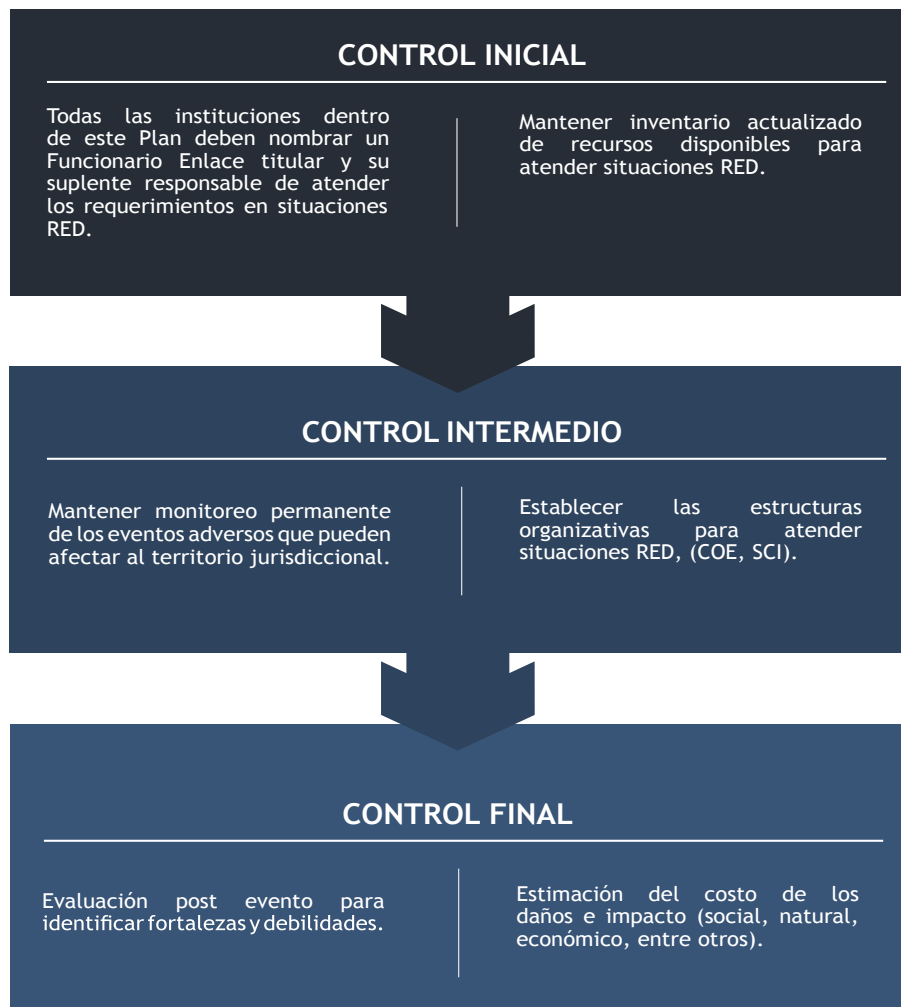 CONTROL INICIAL
Todas las instituciones dentro
de este Plan deben nombrar un
Funcionario Enlace titular y su
suplente responsable de atender
los requerimientos en situaciones
RED.
Mantener inventario actualizado
de recursos disponibles para
atender situaciones RED.
CONTROL INTERMEDIO
Mantener monitoreo permanente
de los eventos adversos que pueden
afectar al territorio jurisdiccional.
Establecer las estructuras
organizativas para atender
situaciones RED, (COE, SCI).
CONTROL FINAL
Evaluación post evento para
identificar fortalezas y debilidades.
Estimación del costo de los
daños e impacto (social, natural,
económico, entre otros).